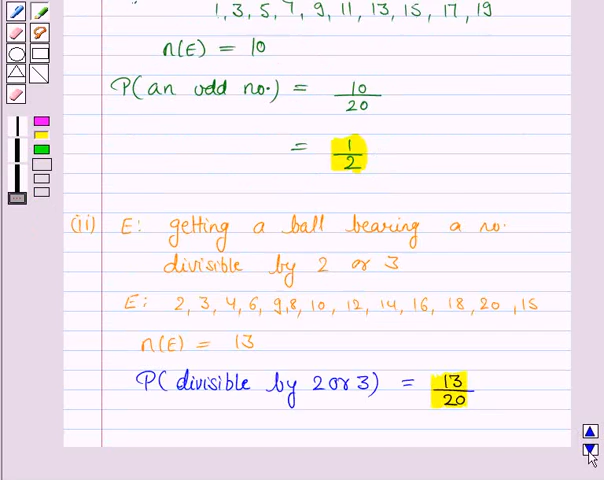 1, 3, 5, 7, 9, 11, 13, 15, 17, 19
n(E) = 10
P(an odd no.) = 10/20
= 1/2
(ii) E: getting a ball bearing a no.
divisible by 2 or 3
E: 2, 3, 4, 6, 9, 8, 10, 12, 14, 16, 18, 20, 15
n(E) = 13
P(divisible by 2 or 3) = 13/20